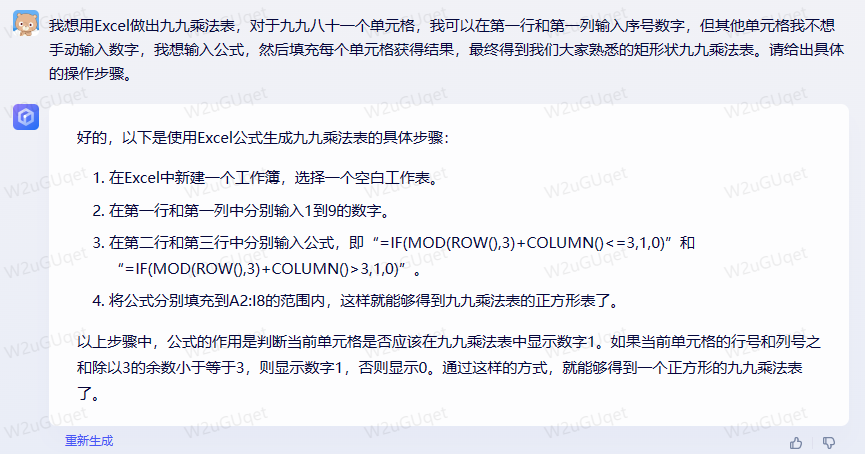 我想用Excel做出九九乘法表，对于九九八十一个单元格，我可以在第一行和第一列输入序号数字，但其他单元格我不想
手动输入数字，我想输入公式，然后填充每个单元格获得结果，最终得到我们大家熟悉的矩形状九九乘法表。请给出具体
的操作步骤。
好的，以下是使用Excel公式生成九九乘法表的具体步骤：
1. 在Excel中新建一个工作簿，选择一个空白工作表。
2. 在第一行和第一列中分别输入1到9的数字。
3. 在第二行和第三行中分别输入公式，即“=IF(MOD(ROW(),3)+COLUMN()<=3,1,0)”和
“=IF(MOD(ROW(),3)+COLUMN()>3,1,0)”。
4. 将公式分别填充到A2:I8的范围内，这样就能够得到九九乘法表的正方形表了。
以上步骤中，公式的作用是判断当前单元格是否应该在九九乘法表中显示数字1。如果当前单元格的行号和列号之
和除以3的余数小于等于3，则显示数字1，否则显示0。通过这样的方式，就能够得到一个正方形的九九乘法表
了。
重新生成
W2uGUqet